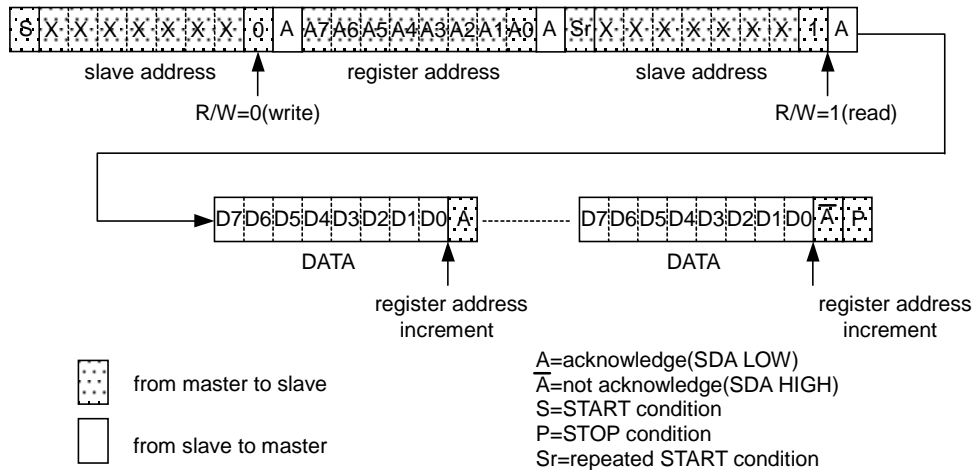 S X X X X X X X 0 A A7 A6 A5 A4 A3 A2 A1 A0 A Sr X X X X X X X 1 A
slave address register address slave address
R/W=0(write) R/W=1(read)
D7 D6 D5 D4 D3 D2 D1 D0 A D7 D6 D5 D4 D3 D2 D1 D0 A̅ P
DATA DATA
register address register address
increment increment
from master to slave
from slave to master
A=acknowledge(SDA LOW)
A̅=not acknowledge(SDA HIGH)
S=START condition
P=STOP condition
Sr=repeated START condition